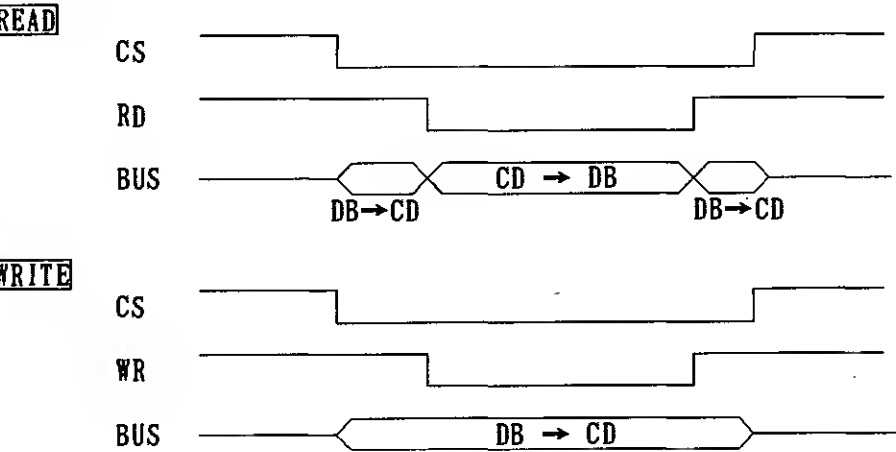 READ
CS
RD
BUS
CD → DB
DB→CD DB→CD
WRITE
CS
WR
BUS DB → CD